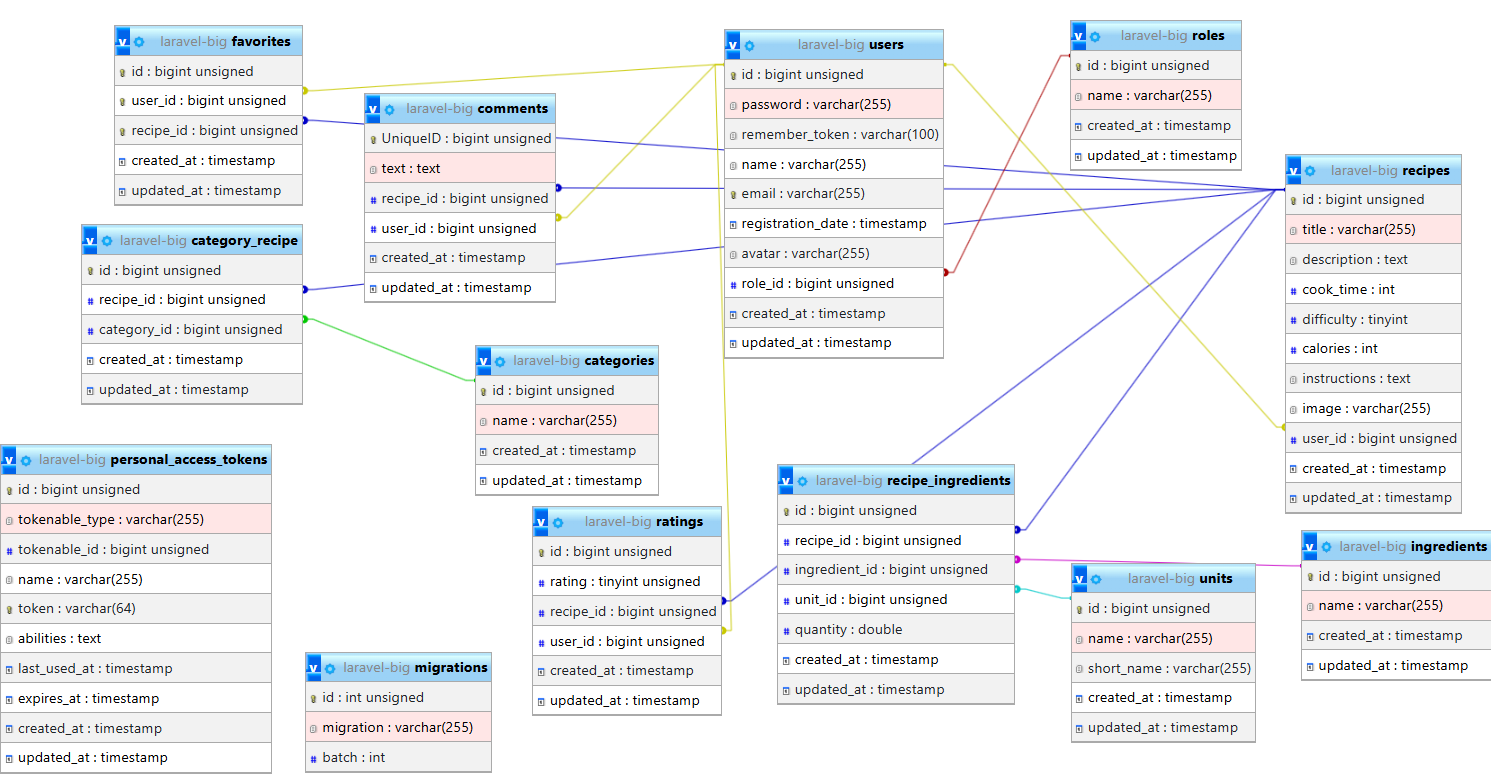 laravel-big favorites
id : bigint unsigned
user_id : bigint unsigned
recipe_id : bigint unsigned
created_at : timestamp
updated_at : timestamp
laravel-big comments
UniqueID : bigint unsigned
text : text
recipe_id : bigint unsigned
user_id : bigint unsigned
created_at : timestamp
updated_at : timestamp
laravel-big users
id : bigint unsigned
password : varchar(255)
remember_token : varchar(100)
name : varchar(255)
email : varchar(255)
registration_date : timestamp
avatar : varchar(255)
role_id : bigint unsigned
created_at : timestamp
updated_at : timestamp
laravel-big roles
id : bigint unsigned
name : varchar(255)
created_at : timestamp
updated_at : timestamp
laravel-big recipes
id : bigint unsigned
title : varchar(255)
description : text
cook_time : int
difficulty : tinyint
calories : int
instructions : text
image : varchar(255)
user_id : bigint unsigned
created_at : timestamp
updated_at : timestamp
laravel-big category_recipe
id : bigint unsigned
recipe_id : bigint unsigned
category_id : bigint unsigned
created_at : timestamp
updated_at : timestamp
laravel-big categories
id : bigint unsigned
name : varchar(255)
created_at : timestamp
updated_at : timestamp
laravel-big personal_access_tokens
id : bigint unsigned
tokenable_type : varchar(255)
tokenable_id : bigint unsigned
name : varchar(255)
token : varchar(64)
abilities : text
last_used_at : timestamp
expires_at : timestamp
created_at : timestamp
updated_at : timestamp
laravel-big migrations
id : int unsigned
migration : varchar(255)
batch : int
laravel-big ratings
id : bigint unsigned
rating : tinyint unsigned
recipe_id : bigint unsigned
user_id : bigint unsigned
created_at : timestamp
updated_at : timestamp
laravel-big recipe_ingredients
id : bigint unsigned
recipe_id : bigint unsigned
ingredient_id : bigint unsigned
unit_id : bigint unsigned
quantity : double
created_at : timestamp
updated_at : timestamp
laravel-big units
id : bigint unsigned
name : varchar(255)
short_name : varchar(255)
created_at : timestamp
updated_at : timestamp
laravel-big ingredients
id : bigint unsigned
name : varchar(255)
created_at : timestamp
updated_at : timestamp